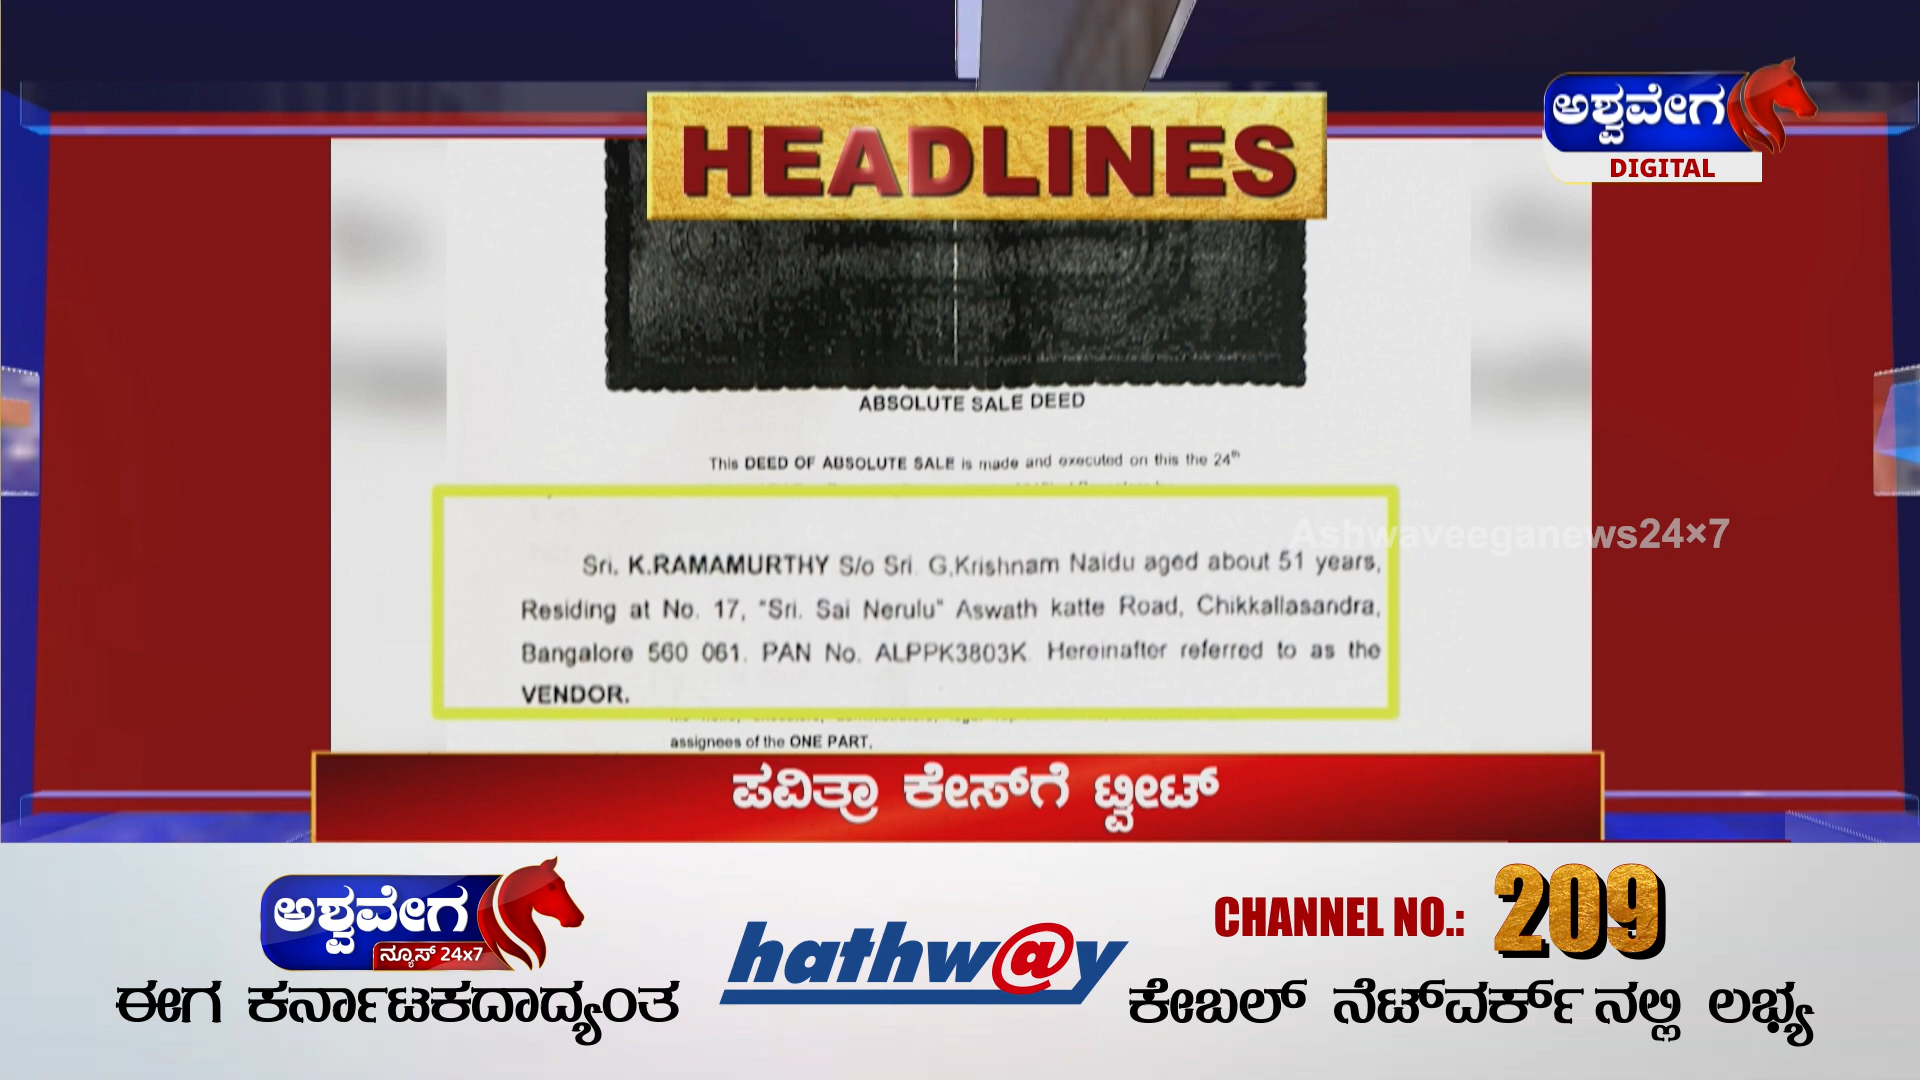 HEADLINES
ಅಶ್ವವೇಗ
DIGITAL
ABSOLUTE SALE DEED
This DEED OF ABSOLUTE SALE is made and executed on this the 24th
Ashwaveeganews24×7
Sri. K.RAMAMURTHY S/o Sri. G.Krishnam Naidu aged about 51 years,
Residing at No. 17, "Sri. Sai Nerulu" Aswath katte Road, Chikkallasandra,
Bangalore 560 061. PAN No. ALPPK3803K. Hereinafter referred to as the
VENDOR.
assignees of the ONE PART.
ಪವಿತ್ರಾ ಕೇಸ್‌ಗೆ ಟ್ವೀಟ್
ಅಶ್ವವೇಗ
ನ್ಯೂಸ್ 24x7
ಈಗ ಕರ್ನಾಟಕದಾದ್ಯಂತ
hathw@y
CHANNEL NO.: 209
ಕೇಬಲ್ ನೆಟ್‌ವರ್ಕ್ ನಲ್ಲಿ ಲಭ್ಯ